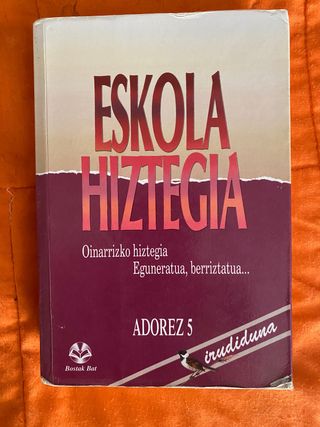 ESKOLA
HIZTEGIA
Oinarrizko hiztegia
Eguneratua, berriztatua...
ADOREZ 5
irudiduna
Bostak Bat